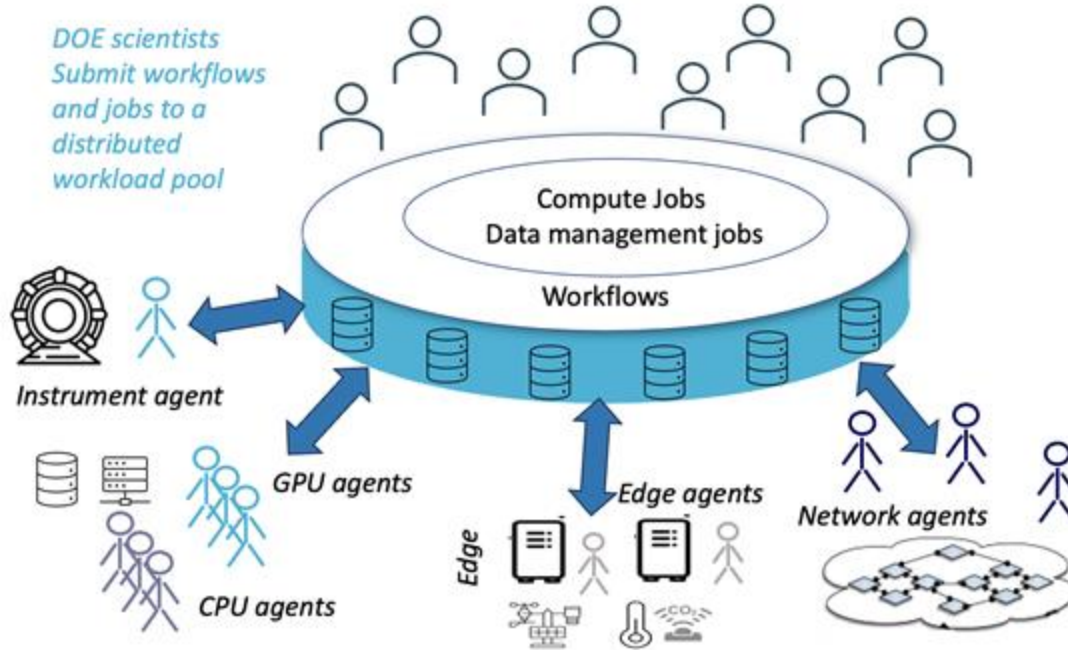 DOE scientists
Submit workflows
and jobs to a
distributed
workload pool
Compute Jobs
Data management jobs
Workflows
Instrument agent
GPU agents
CPU agents
Edge agents
Edge
CO₂
Network agents